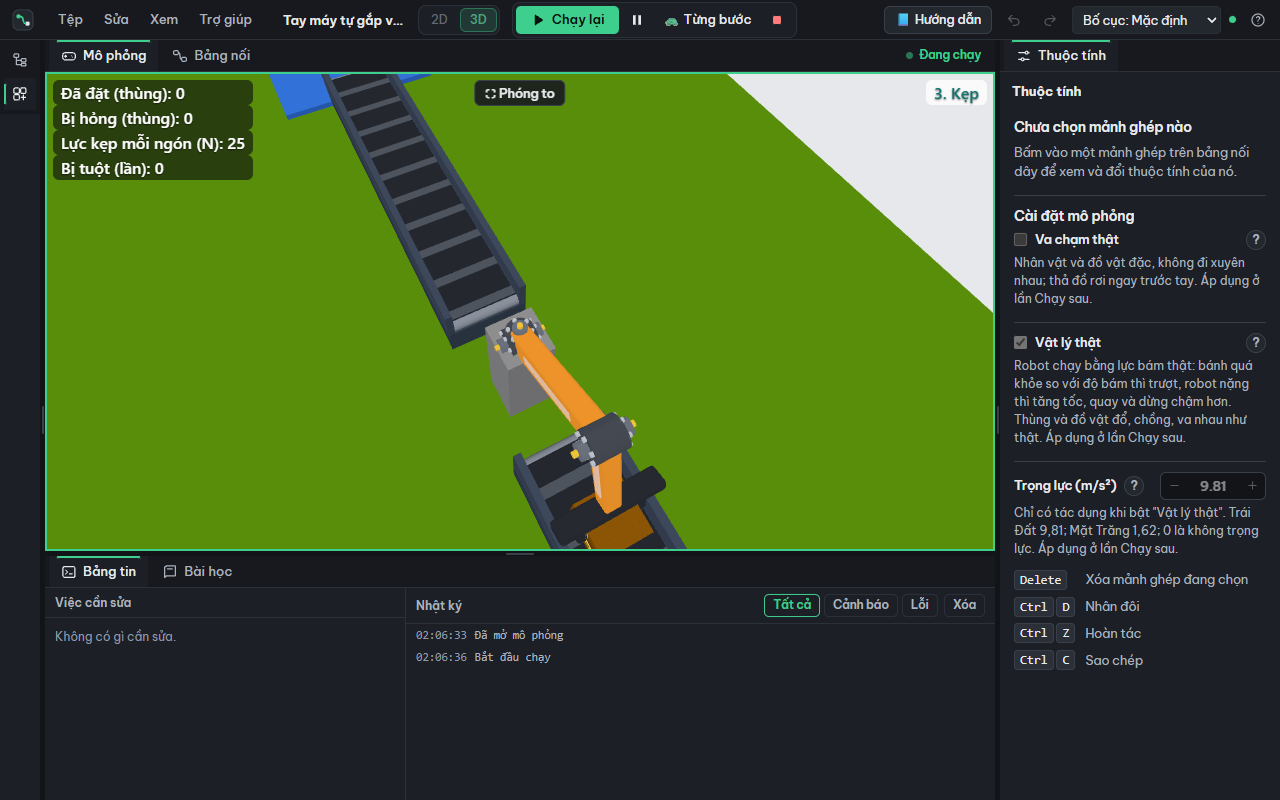 Tệp
Sửa
Xem
Trợ giúp
Tay máy tự gắp v...
2D
3D
Chạy lại
Từng bước
Hướng dẫn
Bố cục: Mặc định
Mô phỏng
Bảng nối
Đang chạy
Thuộc tính
Đã đặt (thùng): 0
Bị hỏng (thùng): 0
Lực kẹp mỗi ngón (N): 25
Bị tuột (lần): 0
Phóng to
3. Kẹp
Thuộc tính
Chưa chọn mảnh ghép nào
Bấm vào một mảnh ghép trên bảng nối
dây để xem và đổi thuộc tính của nó.
Cài đặt mô phỏng
Va chạm thật
?
Nhân vật và đồ vật đặc, không đi xuyên
nhau; thả đồ rơi ngay trước tay. Áp dụng ở
lần Chạy sau.
Vật lý thật
?
Robot chạy bằng lực bám thật: bánh quá
khỏe so với độ bám thì trượt, robot nặng
thì tăng tốc, quay và dừng chậm hơn.
Thùng và đồ vật đổ, chồng, va nhau như
thật. Áp dụng ở lần Chạy sau.
Trọng lực (m/s²)
?
− 9.81 +
Chỉ có tác dụng khi bật "Vật lý thật". Trái
Đất 9,81; Mặt Trăng 1,62; 0 là không trọng
lực. Áp dụng ở lần Chạy sau.
Delete Xóa mảnh ghép đang chọn
Ctrl D Nhân đôi
Ctrl Z Hoàn tác
Ctrl C Sao chép
Bảng tin
Bài học
Việc cần sửa
Không có gì cần sửa.
Nhật ký
Tất cả
Cảnh báo
Lỗi
Xóa
02:06:33 Đã mở mô phỏng
02:06:36 Bắt đầu chạy